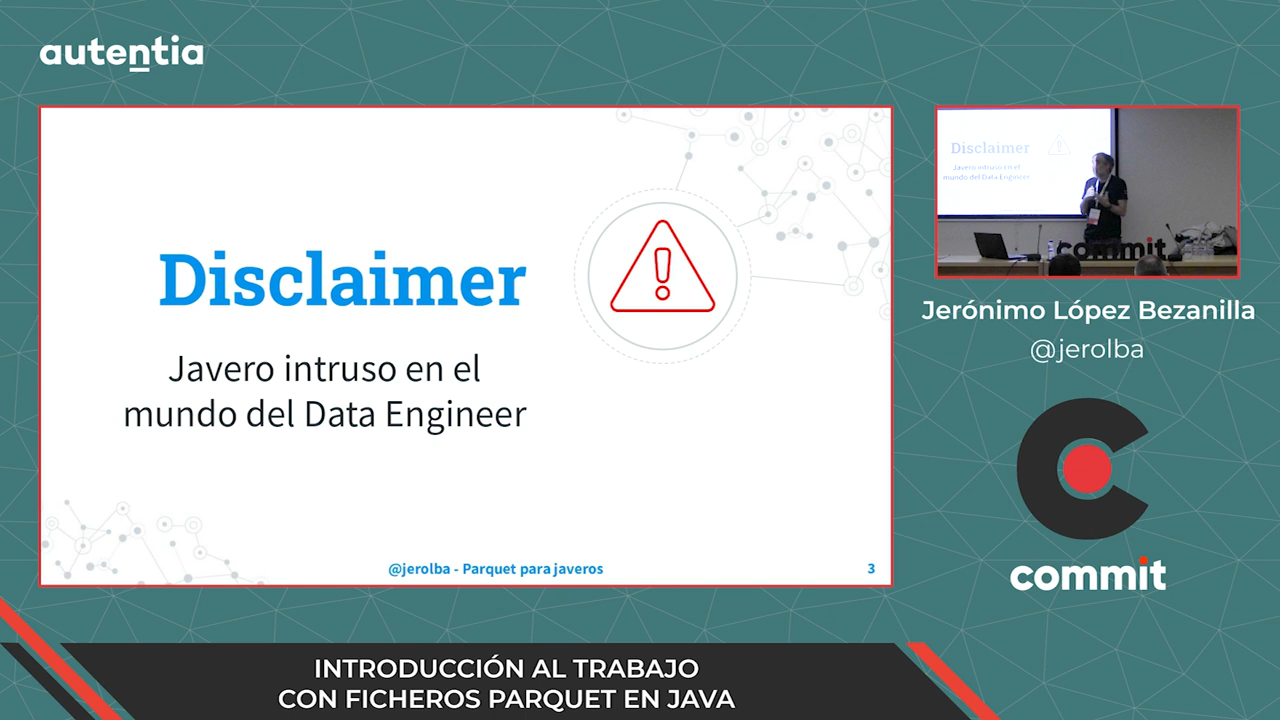 autentia
Disclaimer
Javero intruso en el
mundo del Data Engineer
@jerolba - Parquet para javeros
3
Disclaimer
Javero intruso en el
mundo del Data Engineer
commit
Jerónimo López Bezanilla
@jerolba
commit
INTRODUCCIÓN AL TRABAJO
CON FICHEROS PARQUET EN JAVA